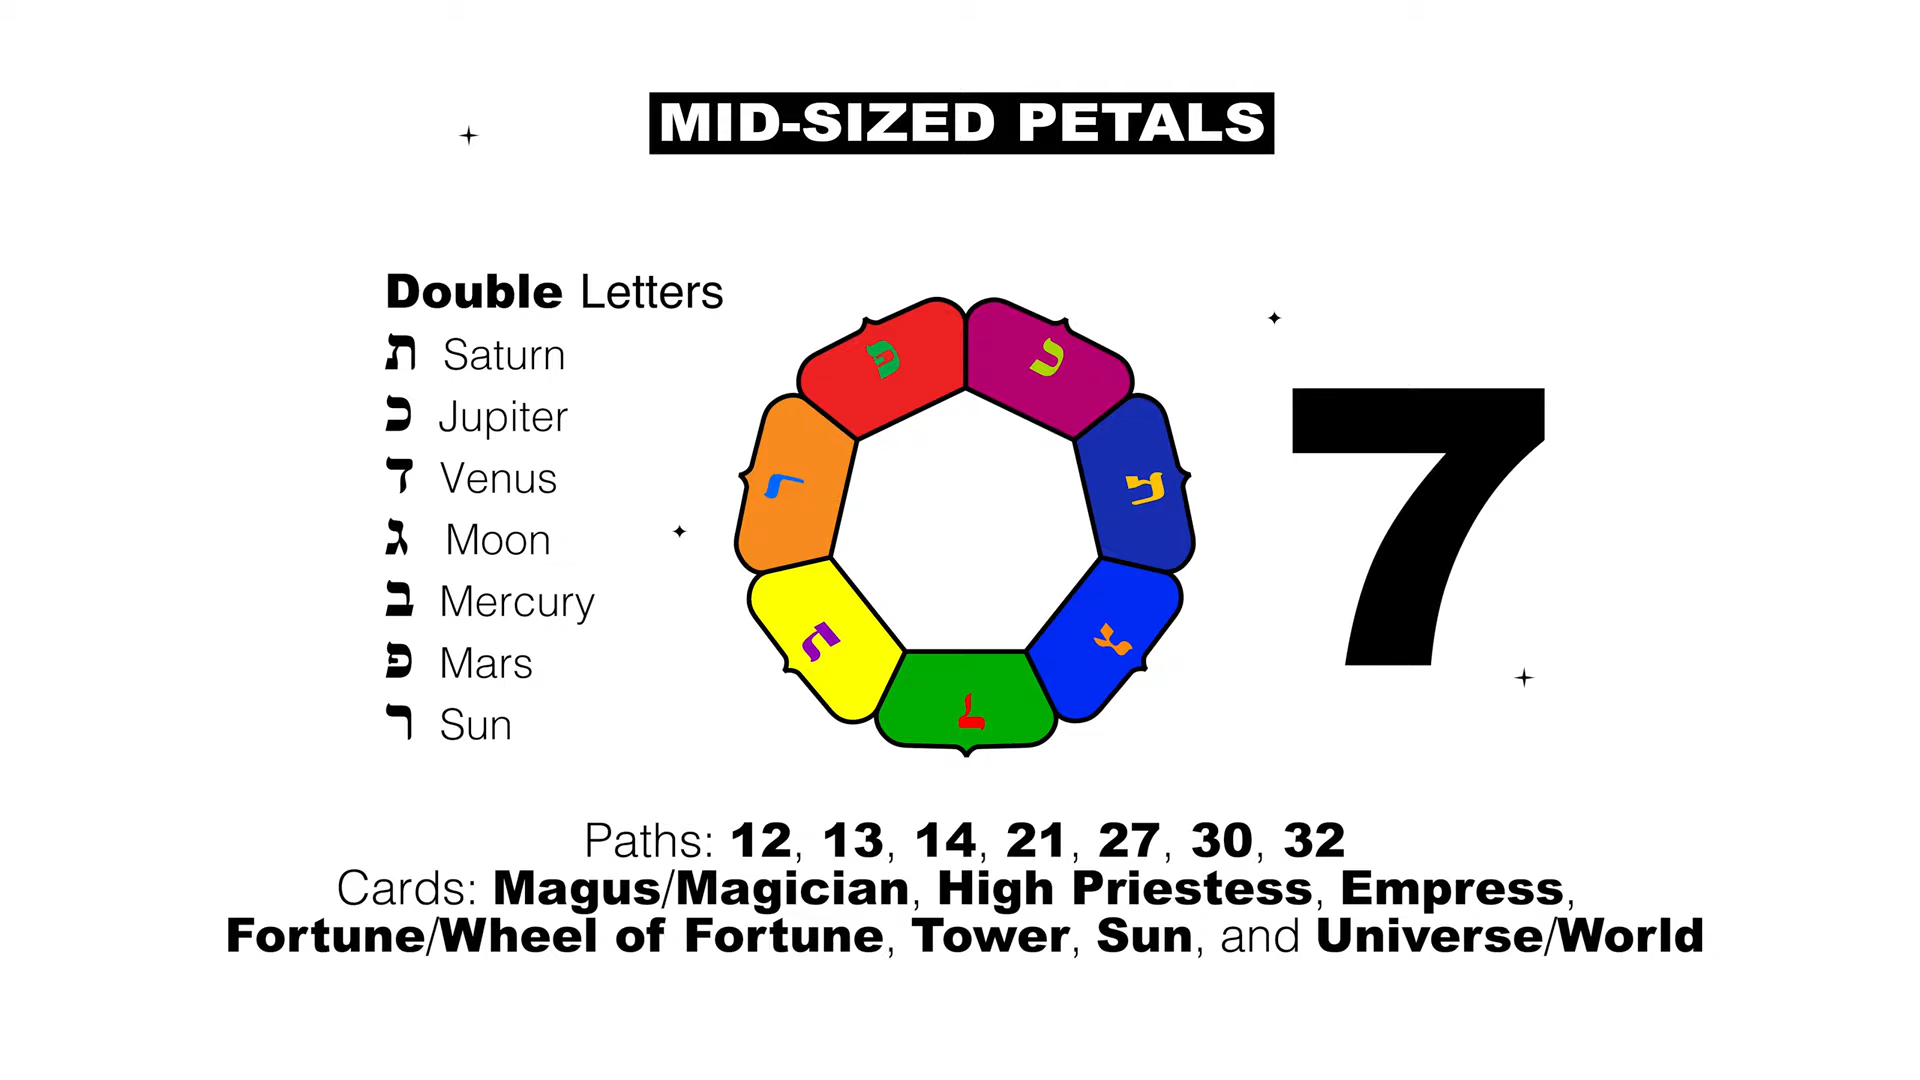 MID-SIZED PETALS
Double Letters
ת Saturn
כ Jupiter
ד Venus
ג Moon
ב Mercury
פ Mars
ר Sun
פ
כ
ר
ב
ת
ג
ד
7
Paths: 12, 13, 14, 21, 27, 30, 32
Cards: Magus/Magician, High Priestess, Empress,
Fortune/Wheel of Fortune, Tower, Sun, and Universe/World